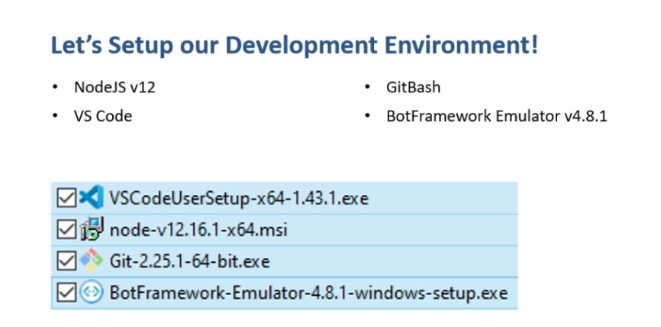 Let's Setup our Development Environment!
• NodeJS v12
• VS Code
• GitBash
• BotFramework Emulator v4.8.1
VSCodeUserSetup-x64-1.43.1.exe
node-v12.16.1-x64.msi
Git-2.25.1-64-bit.exe
BotFramework-Emulator-4.8.1-windows-setup.exe